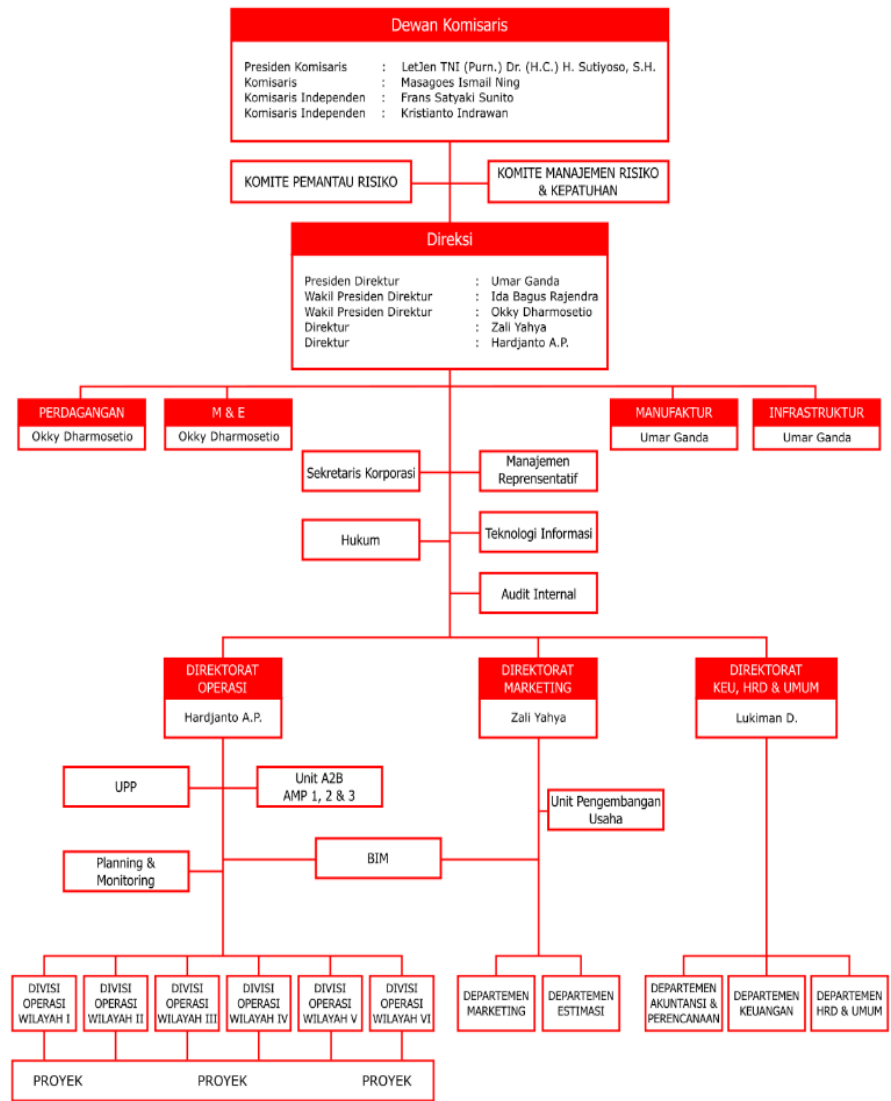 Dewan Komisaris
Presiden Komisaris : LetJen TNI (Purn.) Dr. (H.C.) H. Sutiyoso, S.H.
Komisaris : Masagoes Ismail Ning
Komisaris Independen : Frans Satyaki Sunito
Komisaris Independen : Kristianto Indrawan
KOMITE PEMANTAU RISIKO
KOMITE MANAJEMEN RISIKO
& KEPATUHAN
Direksi
Presiden Direktur : Umar Ganda
Wakil Presiden Direktur : Ida Bagus Rajendra
Wakil Presiden Direktur : Okky Dharmosetio
Direktur : Zali Yahya
Direktur : Hardjanto A.P.
PERDAGANGAN
Okky Dharmosetio
M & E
Okky Dharmosetio
MANUFAKTUR
Umar Ganda
INFRASTRUKTUR
Umar Ganda
Sekretaris Korporasi
Manajemen
Reprensentatif
Hukum
Teknologi Informasi
Audit Internal
DIREKTORAT
OPERASI
Hardjanto A.P.
DIREKTORAT
MARKETING
Zali Yahya
DIREKTORAT
KEU, HRD & UMUM
Lukiman D.
UPP
Unit A2B
AMP 1, 2 & 3
Unit Pengembangan
Usaha
Planning &
Monitoring
BIM
DIVISI
OPERASI
WILAYAH I
DIVISI
OPERASI
WILAYAH II
DIVISI
OPERASI
WILAYAH III
DIVISI
OPERASI
WILAYAH IV
DIVISI
OPERASI
WILAYAH V
DIVISI
OPERASI
WILAYAH VI
DEPARTEMEN
MARKETING
DEPARTEMEN
ESTIMASI
DEPARTEMEN
AKUNTANSI &
PERENCANAAN
DEPARTEMEN
KEUANGAN
DEPARTEMEN
HRD & UMUM
PROYEK PROYEK PROYEK